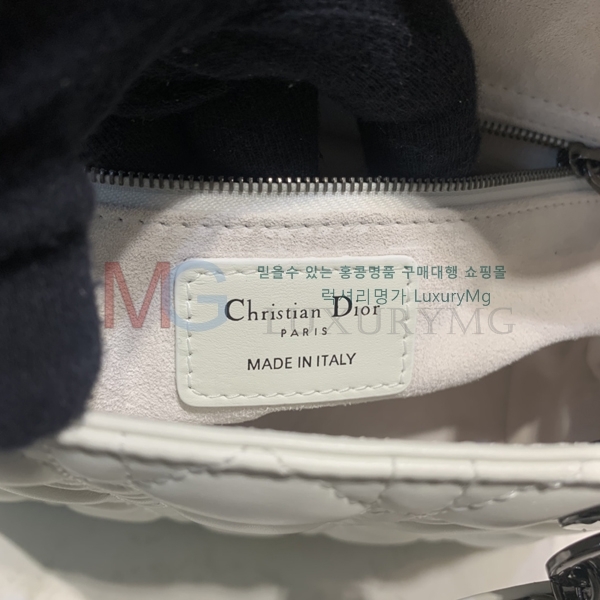 믿을수 있는 홍콩명품 구매대행 쇼핑몰
럭셔리명가 LuxuryMg
MG LUXURYMG
Christian Dior
PARIS
MADE IN ITALY